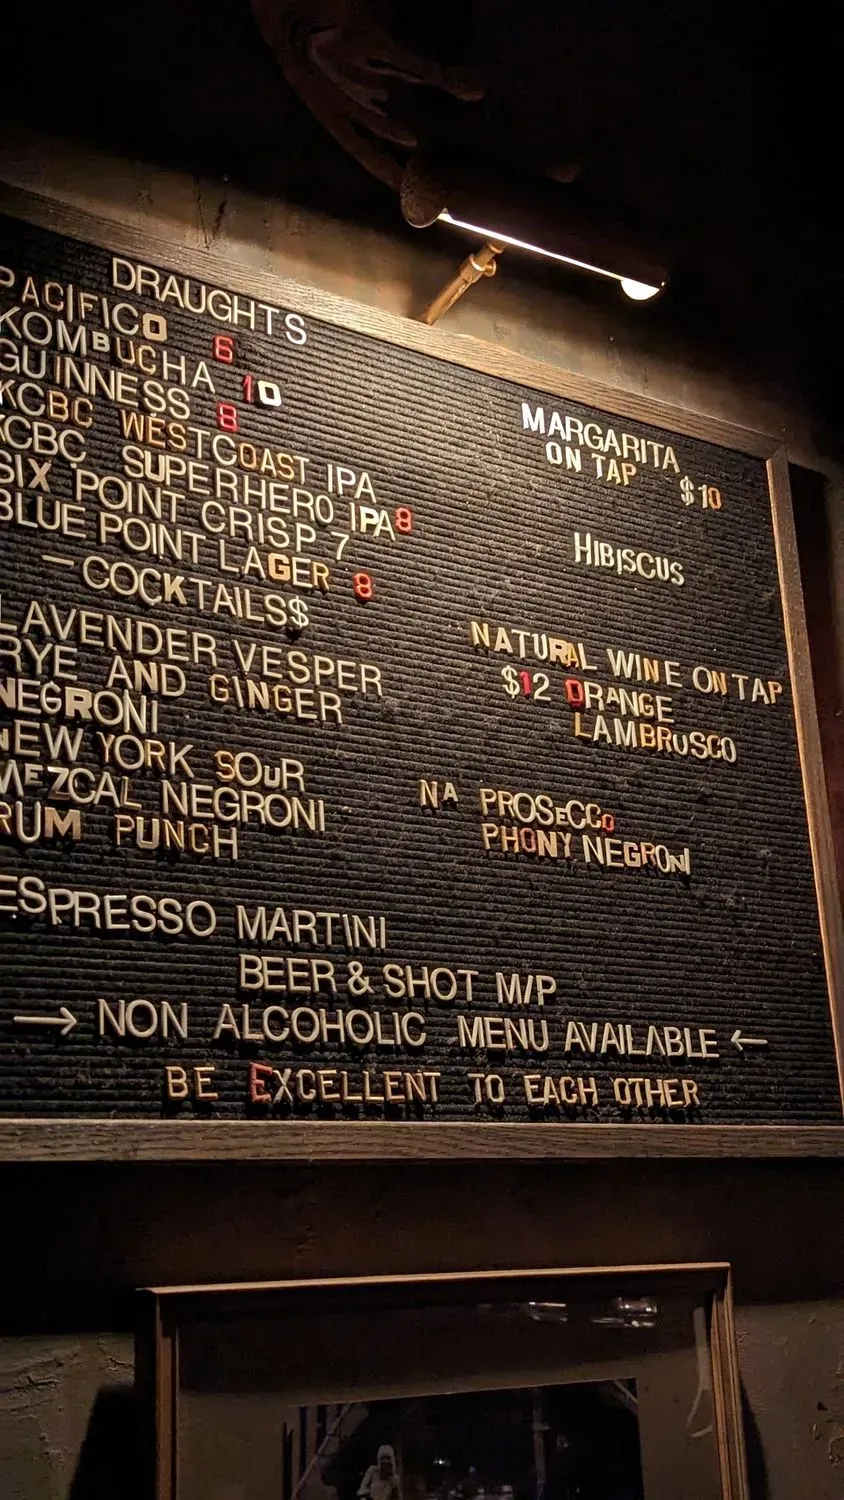 DRAUGHTS
PACIFICO 6
KOMBUCHA 10
GUINNESS 8
KCBC WESTCOAST IPA
KCBC SUPERHERO IPA 8
SIX POINT CRISP 7
BLUE POINT LAGER 8
—COCKTAILS$
LAVENDER VESPER
RYE AND GINGER
NEGRONI
NEW YORK SOUR
MEZCAL NEGRONI
RUM PUNCH
ESPRESSO MARTINI
MARGARITA
ON TAP $10
HIBISCUS
NATURAL WINE ON TAP
$12 ORANGE
LAMBRUSCO
NA PROSECCO
PHONY NEGRONI
BEER & SHOT M/P
→ NON ALCOHOLIC MENU AVAILABLE ←
BE EXCELLENT TO EACH OTHER